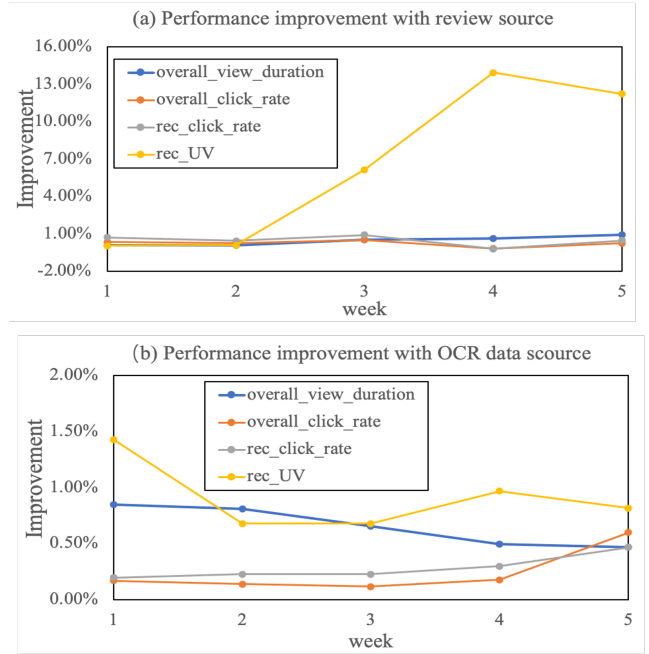 (a) Performance improvement with review source
16.00%
13.00%
10.00%
7.00%
4.00%
1.00%
-2.00%
Improvement
overall_view_duration
overall_click_rate
rec_click_rate
rec_UV
1 2 3 4 5
week
(b) Performance improvement with OCR data scource
2.00%
1.50%
1.00%
0.50%
0.00%
Improvement
overall_view_duration
overall_click_rate
rec_click_rate
rec_UV
1 2 3 4 5
week